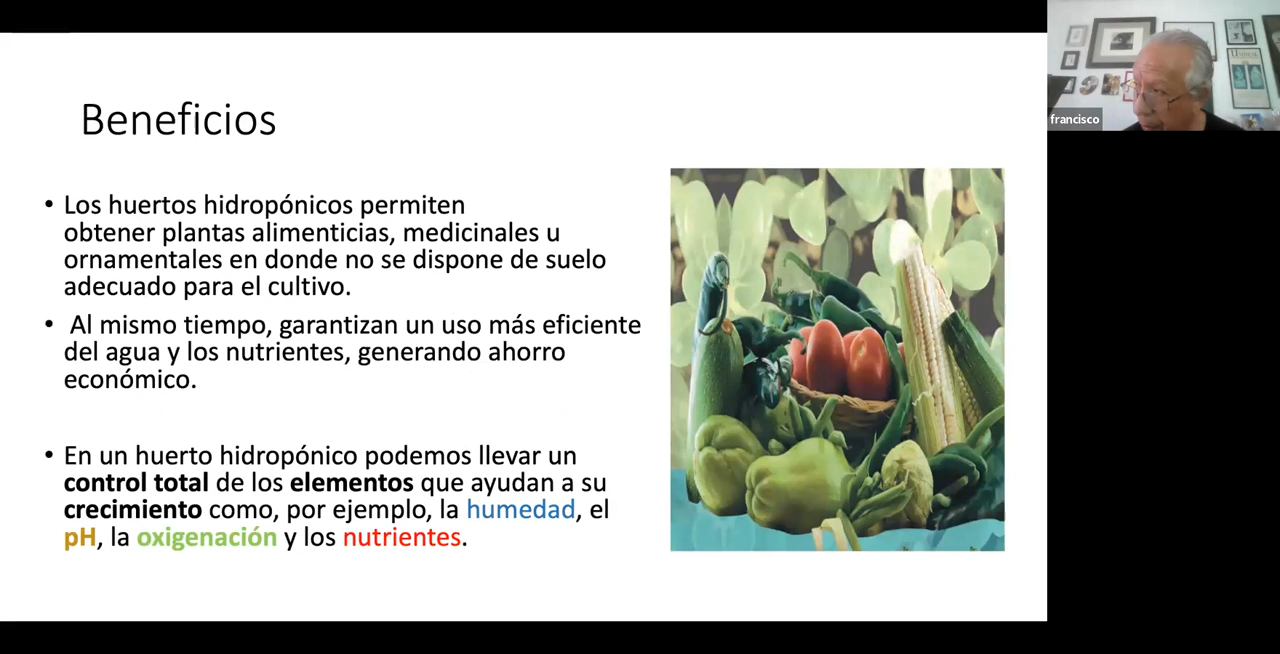 Beneficios
• Los huertos hidropónicos permiten
obtener plantas alimenticias, medicinales u
ornamentales en donde no se dispone de suelo
adecuado para el cultivo.
• Al mismo tiempo, garantizan un uso más eficiente
del agua y los nutrientes, generando ahorro
económico.
• En un huerto hidropónico podemos llevar un
control total de los elementos que ayudan a su
crecimiento como, por ejemplo, la humedad, el
pH, la oxigenación y los nutrientes.
francisco